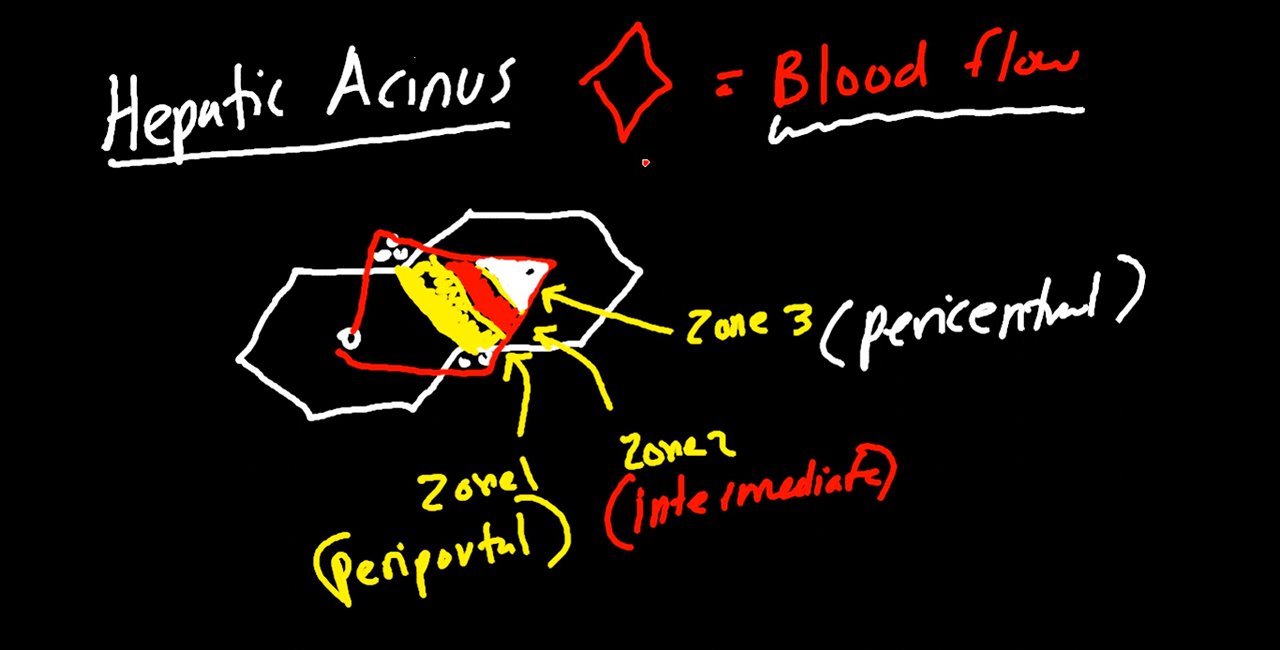 Hepatic Acinus
= Blood flow
Zone 3 (pericentral)
Zone 2
(intermediate)
Zone 1
(periportal)